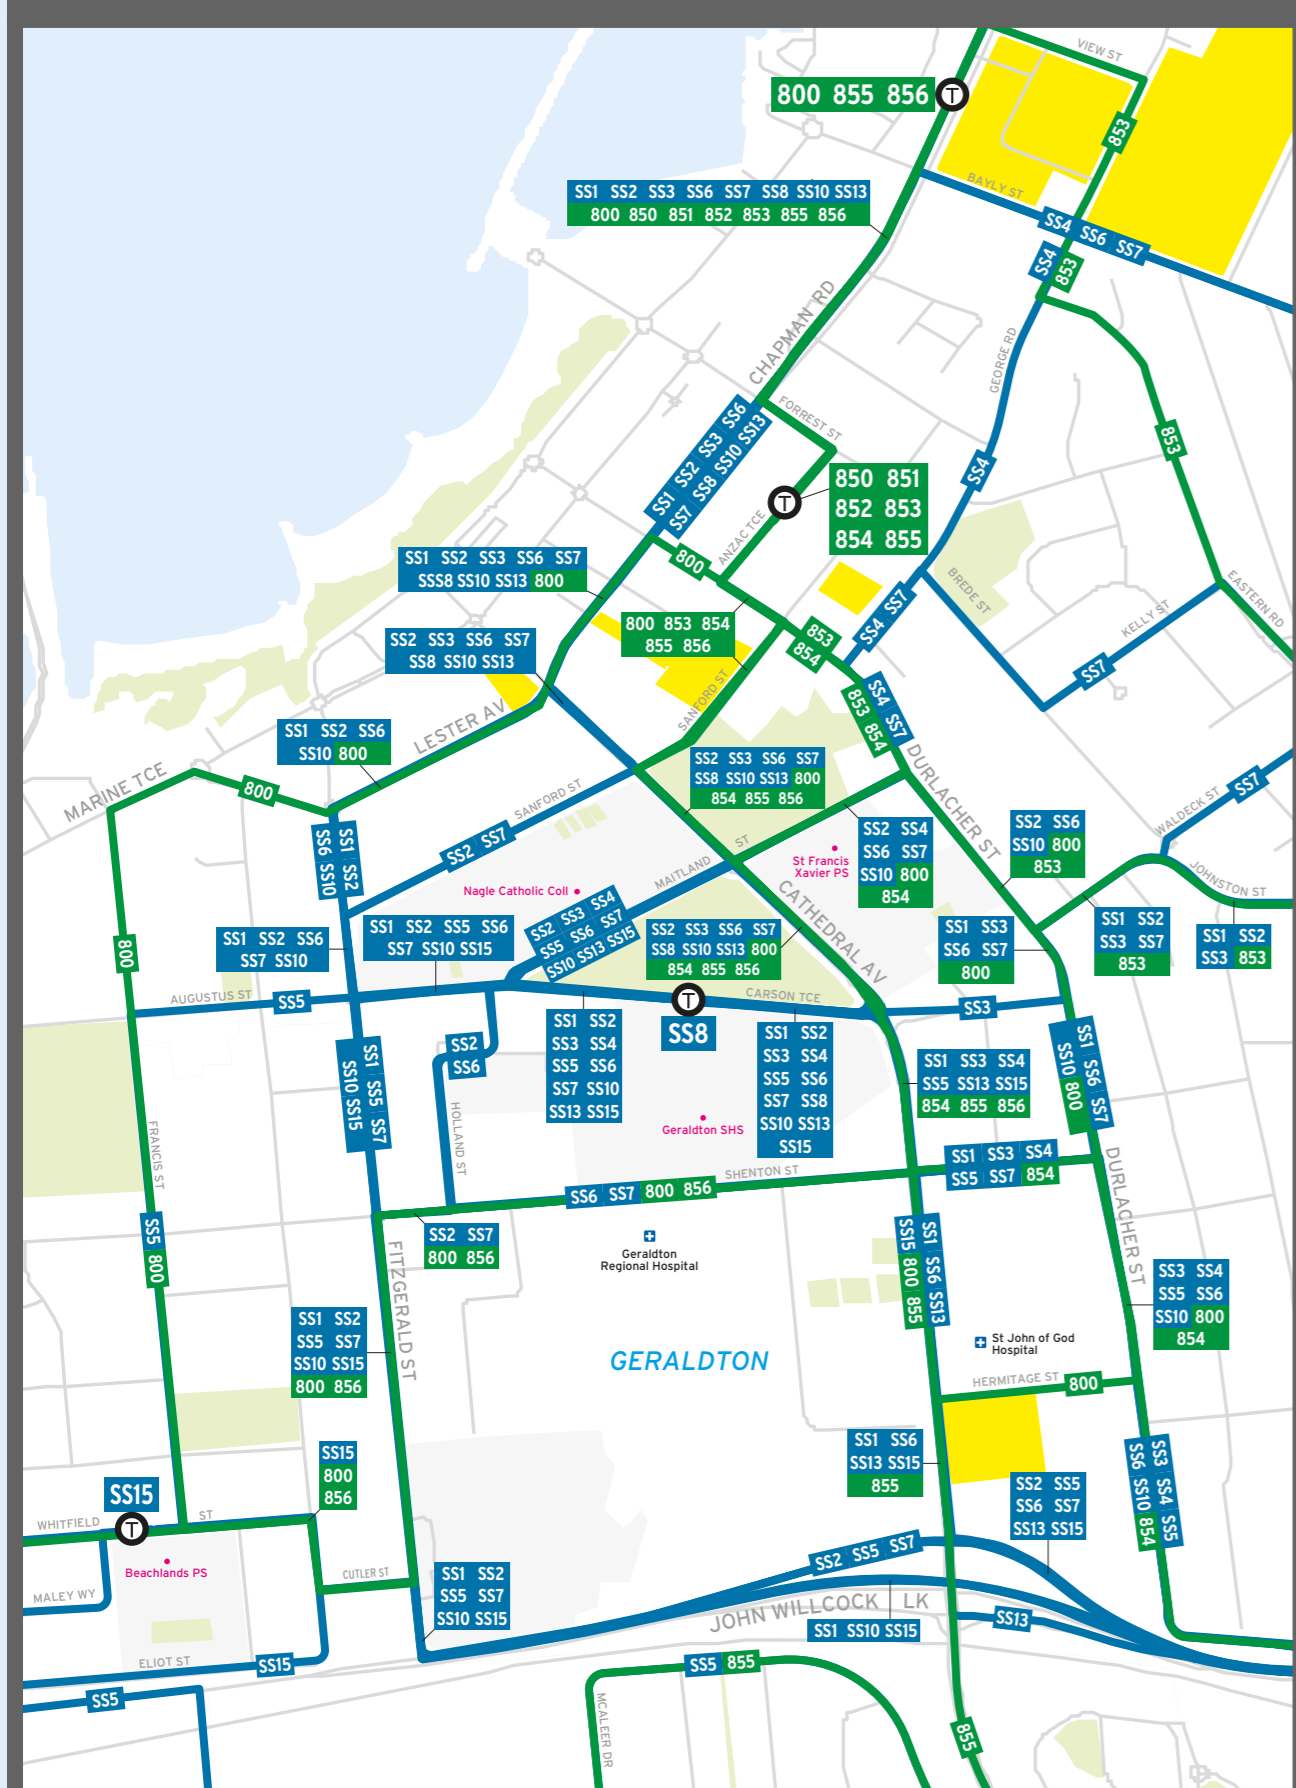 VIEW ST
800 855 856
T
853
BAYLY ST
SS1 SS2 SS3 SS6 SS7 SS8 SS10 SS13
800 850 851 852 853 855 856
SS4 SS6 SS7
SS4
853
CHAPMAN RD
GEORGE RD
FORREST ST
SS1 SS2 SS3 SS6
SS7 SS8 SS10 SS13
853
SS4
850 851
852 853
854 855
T
ANZAC TCE
800
SS1 SS2 SS3 SS6 SS7
SSS8 SS10 SS13 800
BREDE ST
EASTERN RD
KELLY ST
SS4 SS7
800 853 854
855 856
853
854
SS2 SS3 SS6 SS7
SS8 SS10 SS13
SS7
SANFORD ST
SS4 SS7
853 854
LESTER AV
SS1 SS2 SS6
SS10 800
MARINE TCE
800
SS2 SS3 SS6 SS7
SS8 SS10 SS13 800
854 855 856
DURLACHER ST
SS7
WALDECK ST
SANFORD ST
SS2 SS7
SS1 SS2
SS6 SS10
SS2 SS4
SS6 SS7
SS10 800
854
SS2 SS6
SS10 800
853
St Francis
Xavier PS
MAITLAND ST
JOHNSTON ST
Nagle Catholic Coll
CATHEDRAL AV
SS2 SS3 SS4
SS5 SS6 SS7
SS10 SS13 SS15
SS1 SS2 SS5 SS6
SS7 SS10 SS15
SS1 SS2 SS6
SS7 SS10
800
SS2 SS3 SS6 SS7
SS8 SS10 SS13 800
854 855 856
SS1 SS3
SS6 SS7
800
SS1 SS2
SS3 SS7
853
SS1 SS2
SS3 853
AUGUSTUS ST
SS5
T
SS8
CARSON TCE
SS3
SS1 SS2
SS3 SS4
SS5 SS6
SS7 SS10
SS13 SS15
SS1 SS2
SS3 SS4
SS5 SS6
SS7 SS8
SS10 SS13
SS15
SS2
SS6
SS1 SS5 SS7
SS10 SS15
SS1 SS6 SS7
SS10 800
SS1 SS3 SS4
SS5 SS13 SS15
854 855 856
HOLLAND ST
FRANCIS ST
Geraldton SHS
SHENTON ST
SS1 SS3 SS4
SS5 SS7 854
DURLACHER ST
SS6 SS7 800 856
SS5 800
SS2 SS7
800 856
Geraldton
Regional Hospital
FITZGERALD ST
SS1 SS6 SS13
SS15 800 855
SS3 SS4
SS5 SS6
SS10 800
854
SS1 SS2
SS5 SS7
SS10 SS15
800 856
GERALDTON
St John of God
Hospital
HERMITAGE ST
800
SS15
800
856
SS1 SS6
SS13 SS15
855
SS3 SS4 SS5
SS6 SS10 854
SS2 SS5
SS6 SS7
SS13 SS15
SS15
T
WHITFIELD ST
Beachlands PS
MALEY WY
CUTLER ST
SS1 SS2
SS5 SS7
SS10 SS15
SS2 SS5 SS7
JOHN WILLCOCK LK
SS13
SS1 SS10 SS15
ELIOT ST
SS15
SS5
SS5 855
MCALEER DR
855